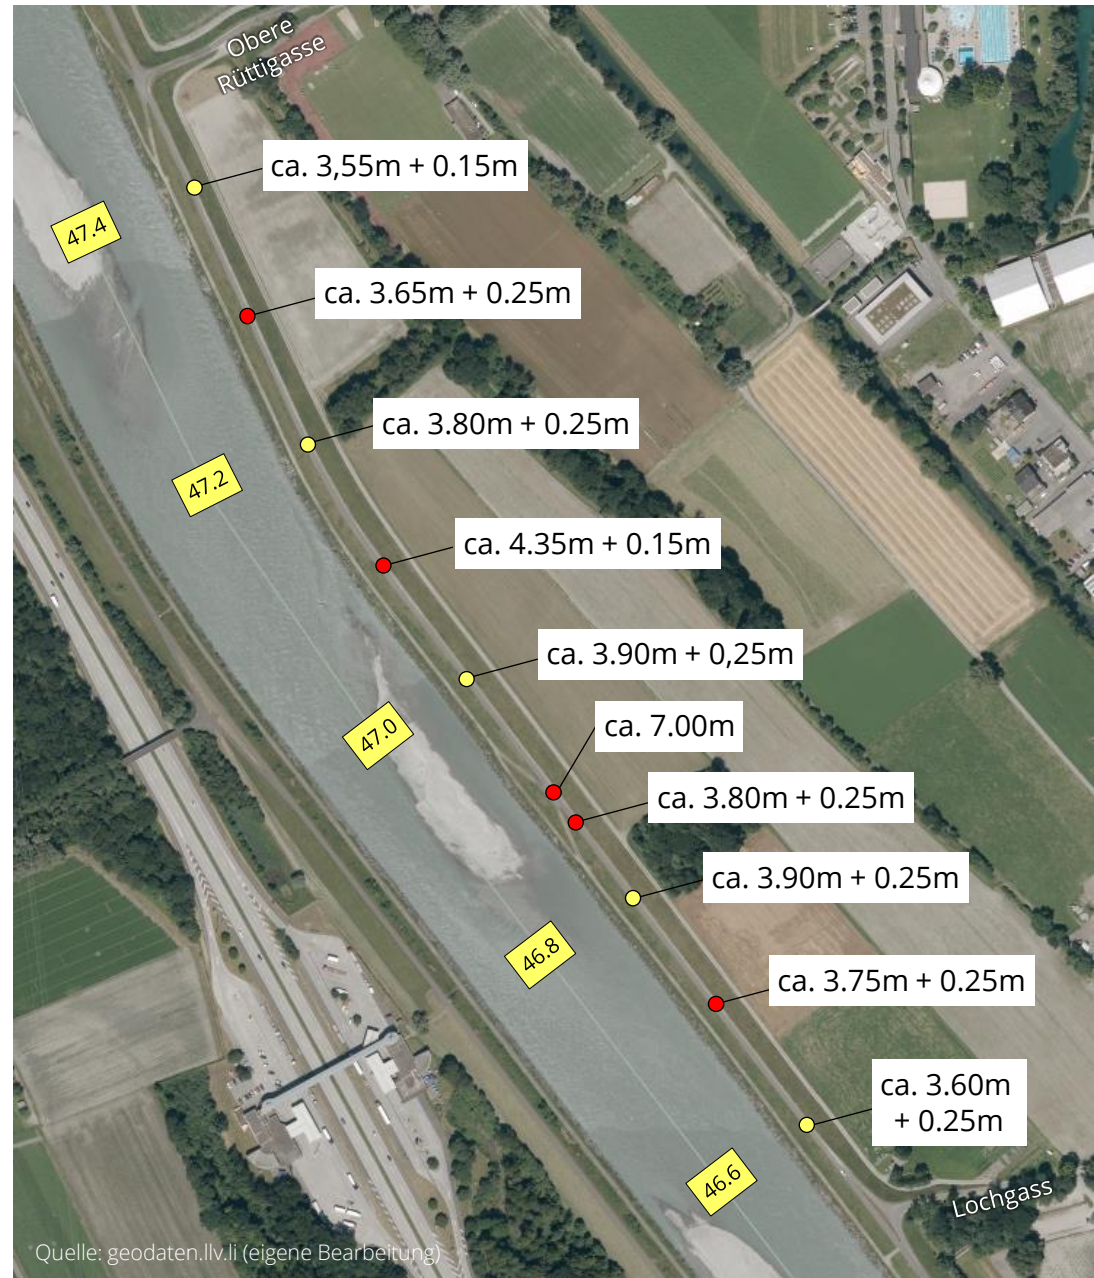 Obere
Rüttigasse
ca. 3,55m + 0.15m
47.4
ca. 3.65m + 0.25m
ca. 3.80m + 0.25m
47.2
ca. 4.35m + 0.15m
ca. 3.90m + 0,25m
47.0
ca. 7.00m
ca. 3.80m + 0.25m
ca. 3.90m + 0.25m
46.8
ca. 3.75m + 0.25m
ca. 3.60m
+ 0.25m
46.6
Lochgass
Quelle: geodaten.llv.li (eigene Bearbeitung)